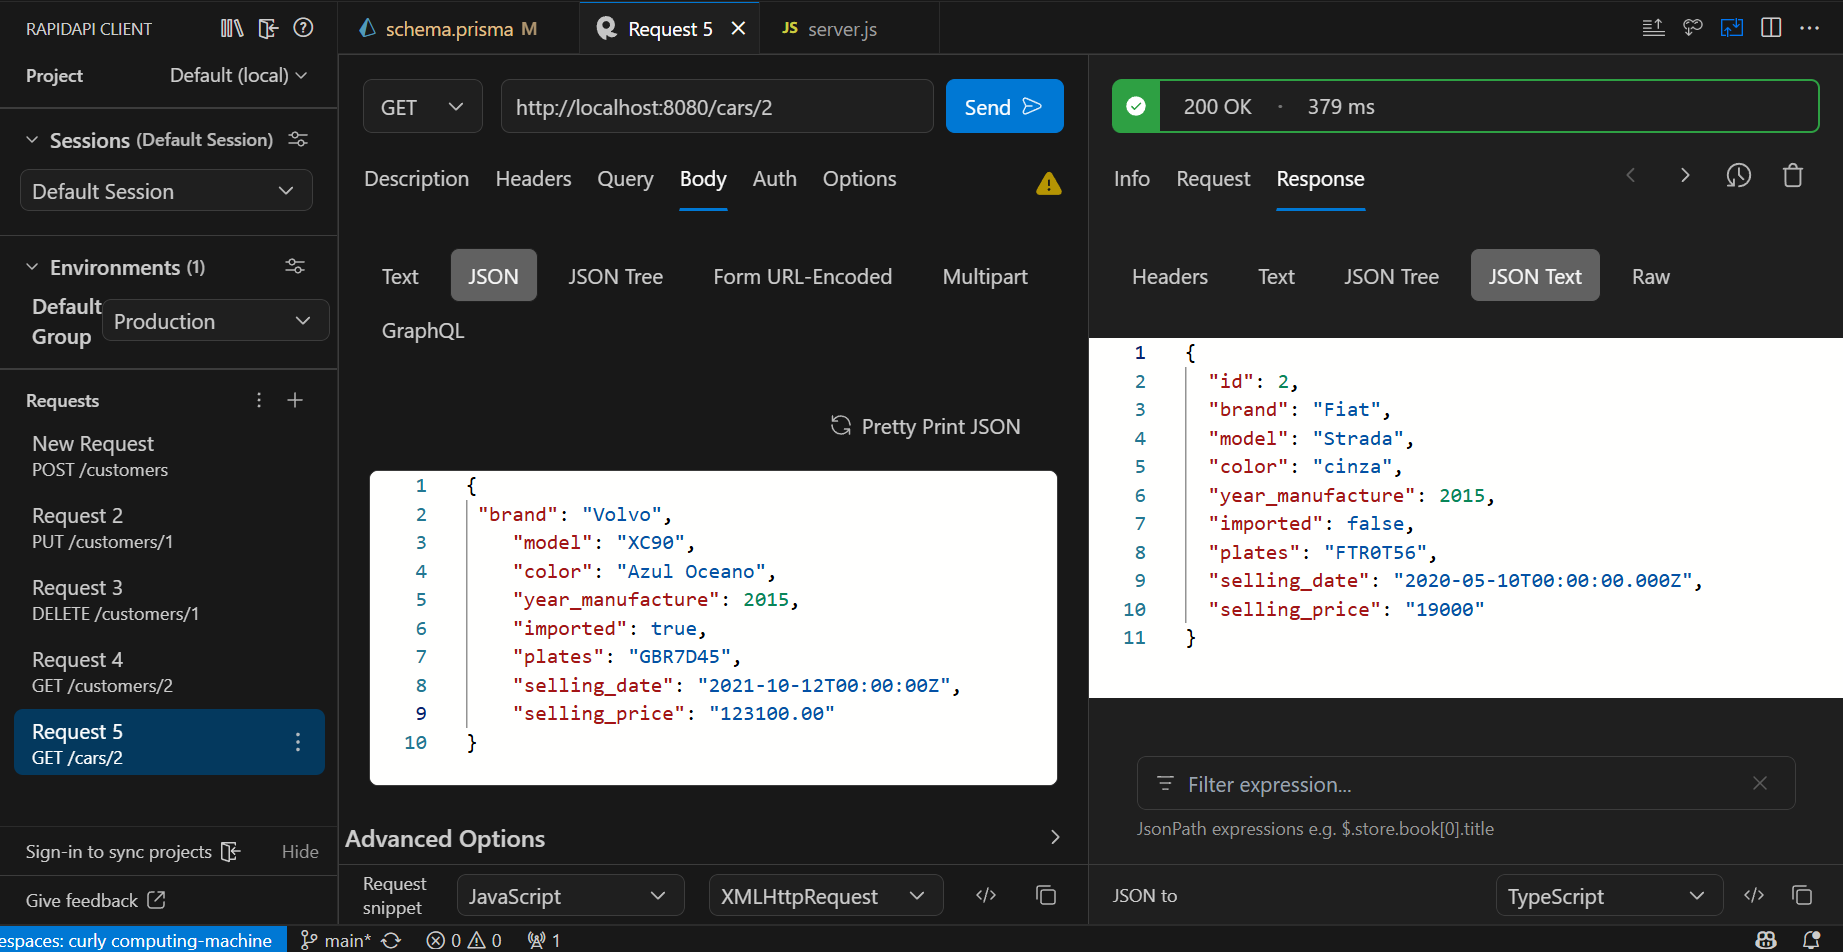 RAPIDAPI CLIENT
Project
Default (local)
Sessions (Default Session)
Default Session
Environments (1)
Default
Group
Production
Requests
New Request
POST /customers
Request 2
PUT /customers/1
Request 3
DELETE /customers/1
Request 4
GET /customers/2
Request 5
GET /cars/2
Sign-in to sync projects
Hide
Give feedback
schema.prisma M
Request 5
JS server.js
GET
http://localhost:8080/cars/2
Send
Description Headers Query Body Auth Options
Text JSON JSON Tree Form URL-Encoded Multipart
GraphQL
Pretty Print JSON
1 {
2 "brand": "Volvo",
3 "model": "XC90",
4 "color": "Azul Oceano",
5 "year_manufacture": 2015,
6 "imported": true,
7 "plates": "GBR7D45",
8 "selling_date": "2021-10-12T00:00:00Z",
9 "selling_price": "123100.00"
10 }
Advanced Options
Request
snippet
JavaScript
XMLHttpRequest
200 OK · 379 ms
Info Request Response
Headers Text JSON Tree JSON Text Raw
1 {
2 "id": 2,
3 "brand": "Fiat",
4 "model": "Strada",
5 "color": "cinza",
6 "year_manufacture": 2015,
7 "imported": false,
8 "plates": "FTR0T56",
9 "selling_date": "2020-05-10T00:00:00.000Z",
10 "selling_price": "19000"
11 }
Filter expression...
JsonPath expressions e.g. $.store.book[0].title
JSON to
TypeScript
espaces: curly computing-machine
main*
0 0
1